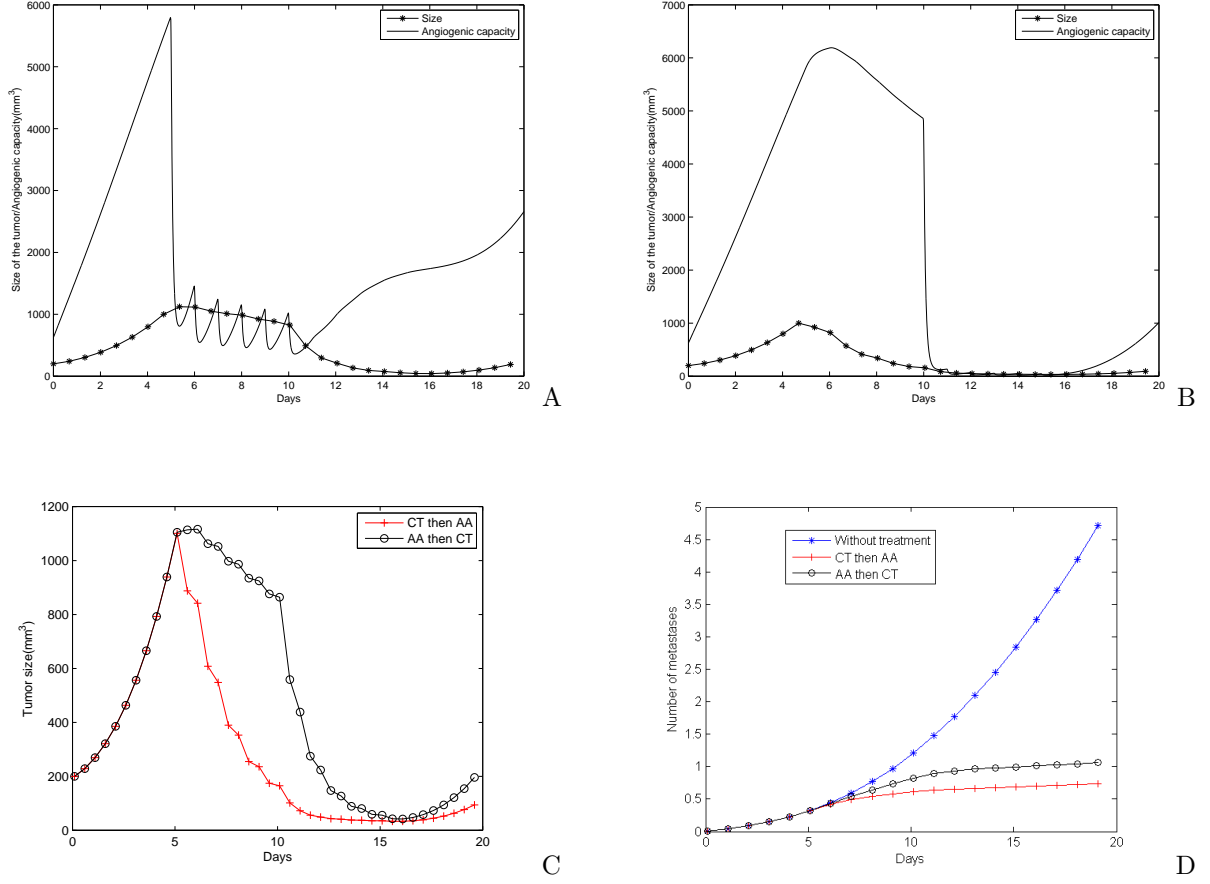 6000
5000
4000
3000
2000
1000
0
0 2 4 6 8 10 12 14 16 18 20
Days
Size of the tumor/Angiogenic capacity(mm³)
Size
Angiogenic capacity
A
7000
6000
5000
4000
3000
2000
1000
0
0 2 4 6 8 10 12 14 16 18 20
Days
Size of the tumor/Angiogenic capacity(mm³)
Size
Angiogenic capacity
B
1200
1000
800
600
400
200
0
0 5 10 15 20
Days
Tumor size(mm³)
CT then AA
AA then CT
C
5
4.5
4
3.5
3
2.5
2
1.5
1
0.5
0
0 5 10 15 20
Days
Number of metastases
Without treatment
CT then AA
AA then CT
D